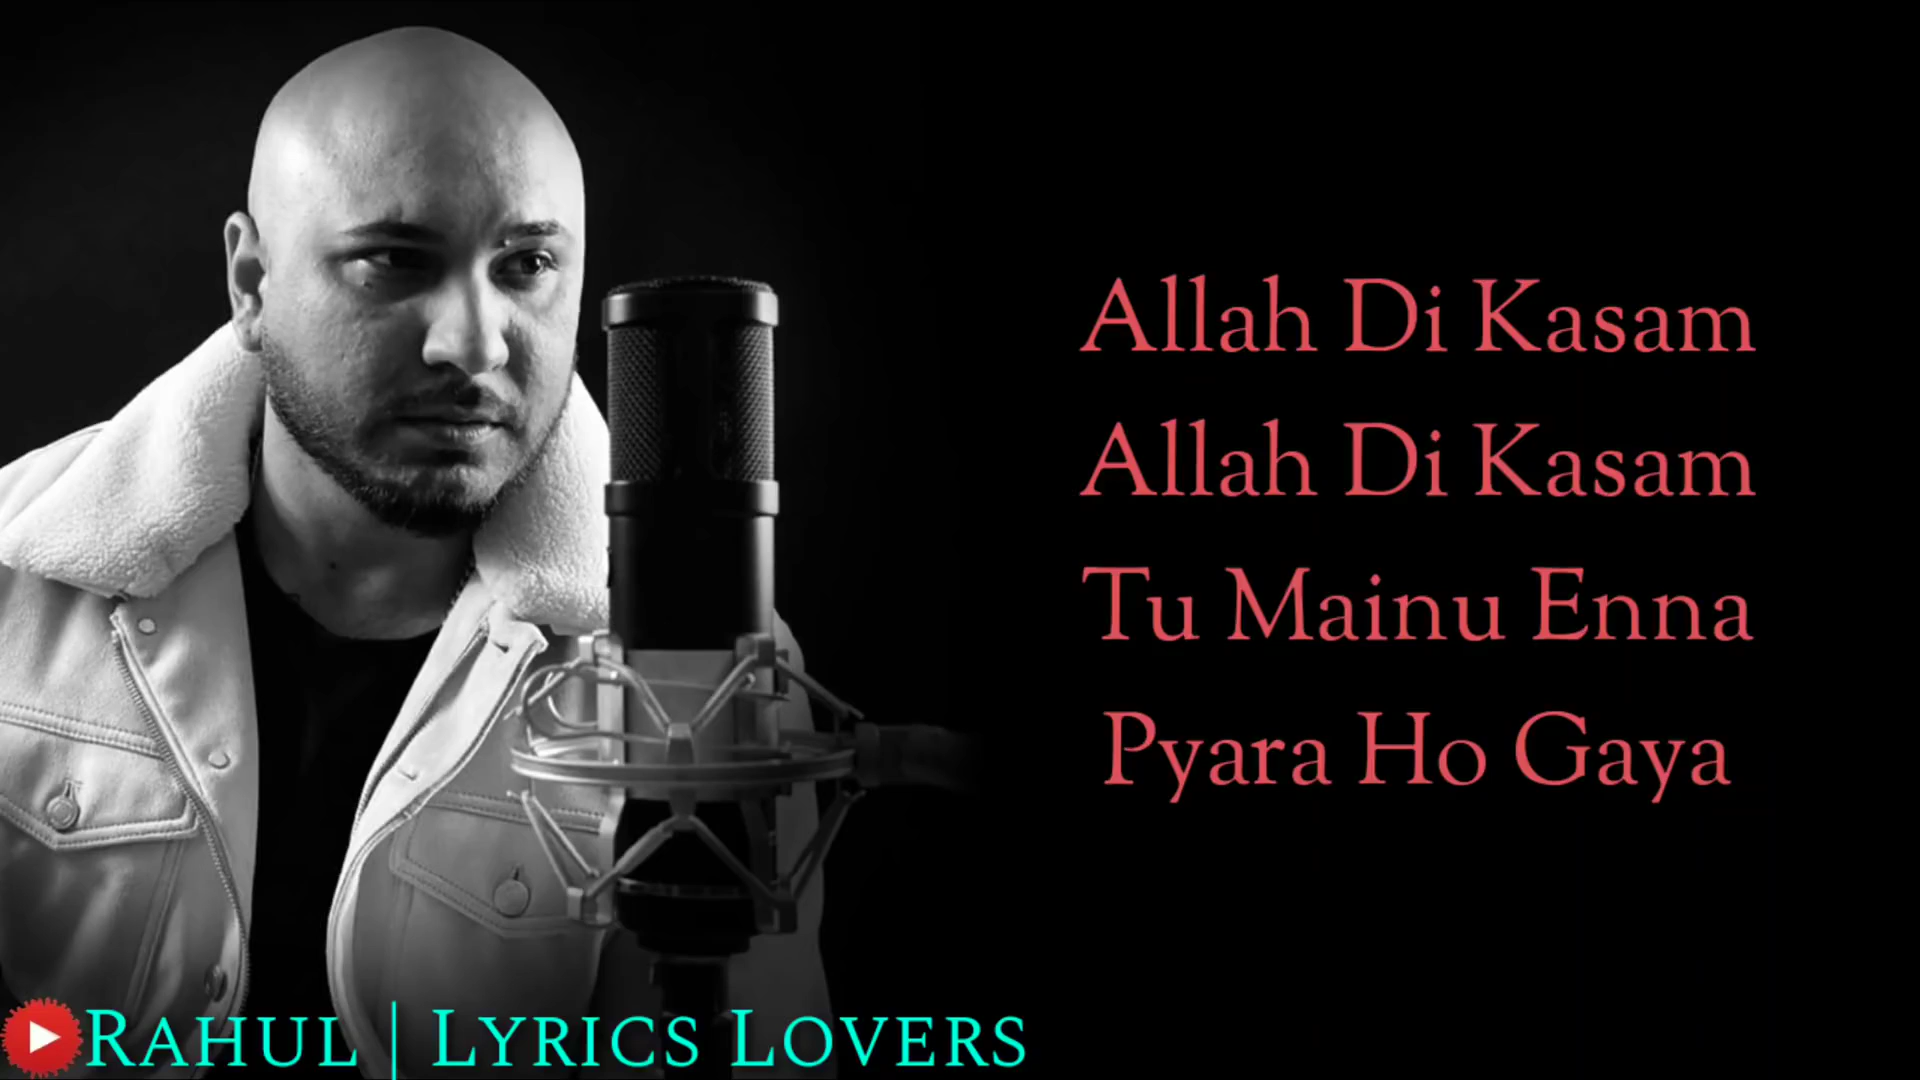 Allah Di Kasam
Allah Di Kasam
Tu Mainu Enna
Pyara Ho Gaya
RAHUL | LYRICS LOVERS